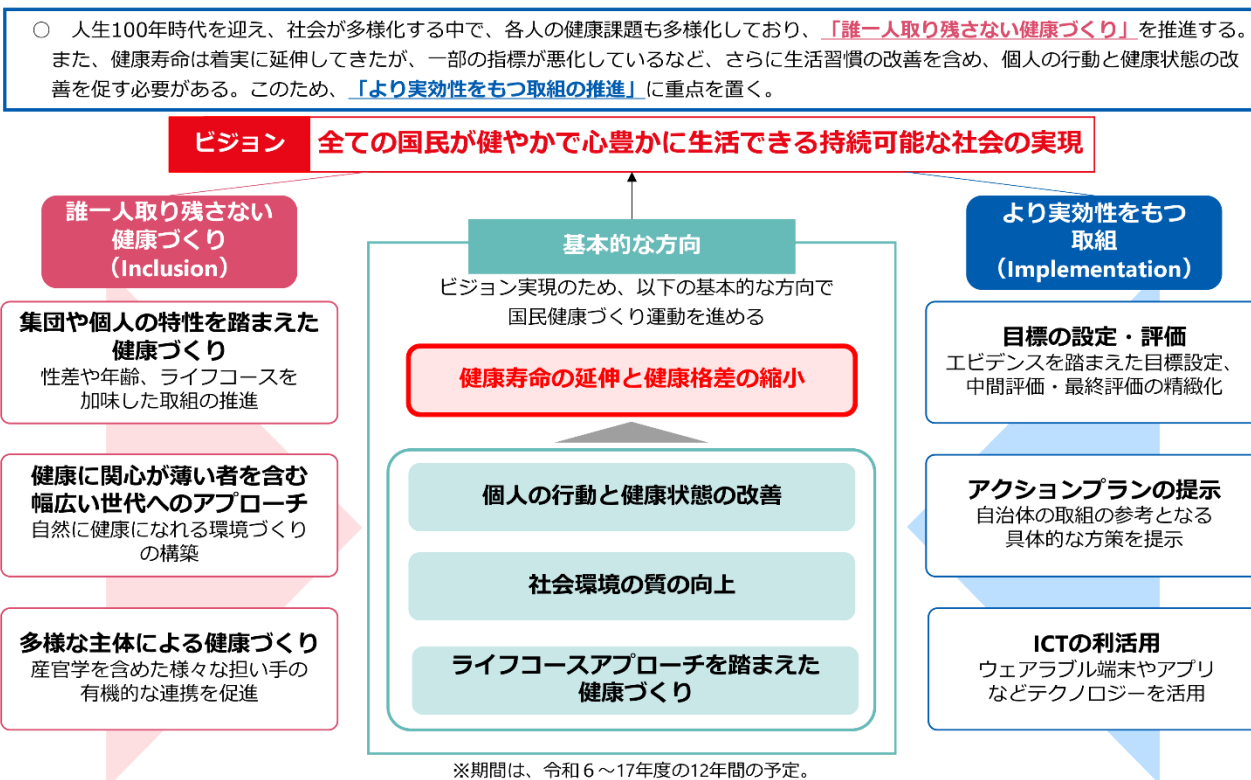 ○ 人生100年時代を迎え、社会が多様化する中で、各人の健康課題も多様化しており、「誰一人取り残さない健康づくり」を推進する。
また、健康寿命は着実に延伸してきたが、一部の指標が悪化しているなど、さらに生活習慣の改善を含め、個人の行動と健康状態の改
善を促す必要がある。このため、「より実効性をもつ取組の推進」に重点を置く。
ビジョン 全ての国民が健やかで心豊かに生活できる持続可能な社会の実現
誰一人取り残さない
健康づくり
（Inclusion）
集団や個人の特性を踏まえた
健康づくり
性差や年齢、ライフコースを
加味した取組の推進
健康に関心が薄い者を含む
幅広い世代へのアプローチ
自然に健康になれる環境づくり
の構築
多様な主体による健康づくり
産官学を含めた様々な担い手の
有機的な連携を促進
基本的な方向
ビジョン実現のため、以下の基本的な方向で
国民健康づくり運動を進める
健康寿命の延伸と健康格差の縮小
個人の行動と健康状態の改善
社会環境の質の向上
ライフコースアプローチを踏まえた
健康づくり
より実効性をもつ
取組
（Implementation）
目標の設定・評価
エビデンスを踏まえた目標設定、
中間評価・最終評価の精緻化
アクションプランの提示
自治体の取組の参考となる
具体的な方策を提示
ICTの利活用
ウェアラブル端末やアプリ
などテクノロジーを活用
※期間は、令和６～17年度の12年間の予定。